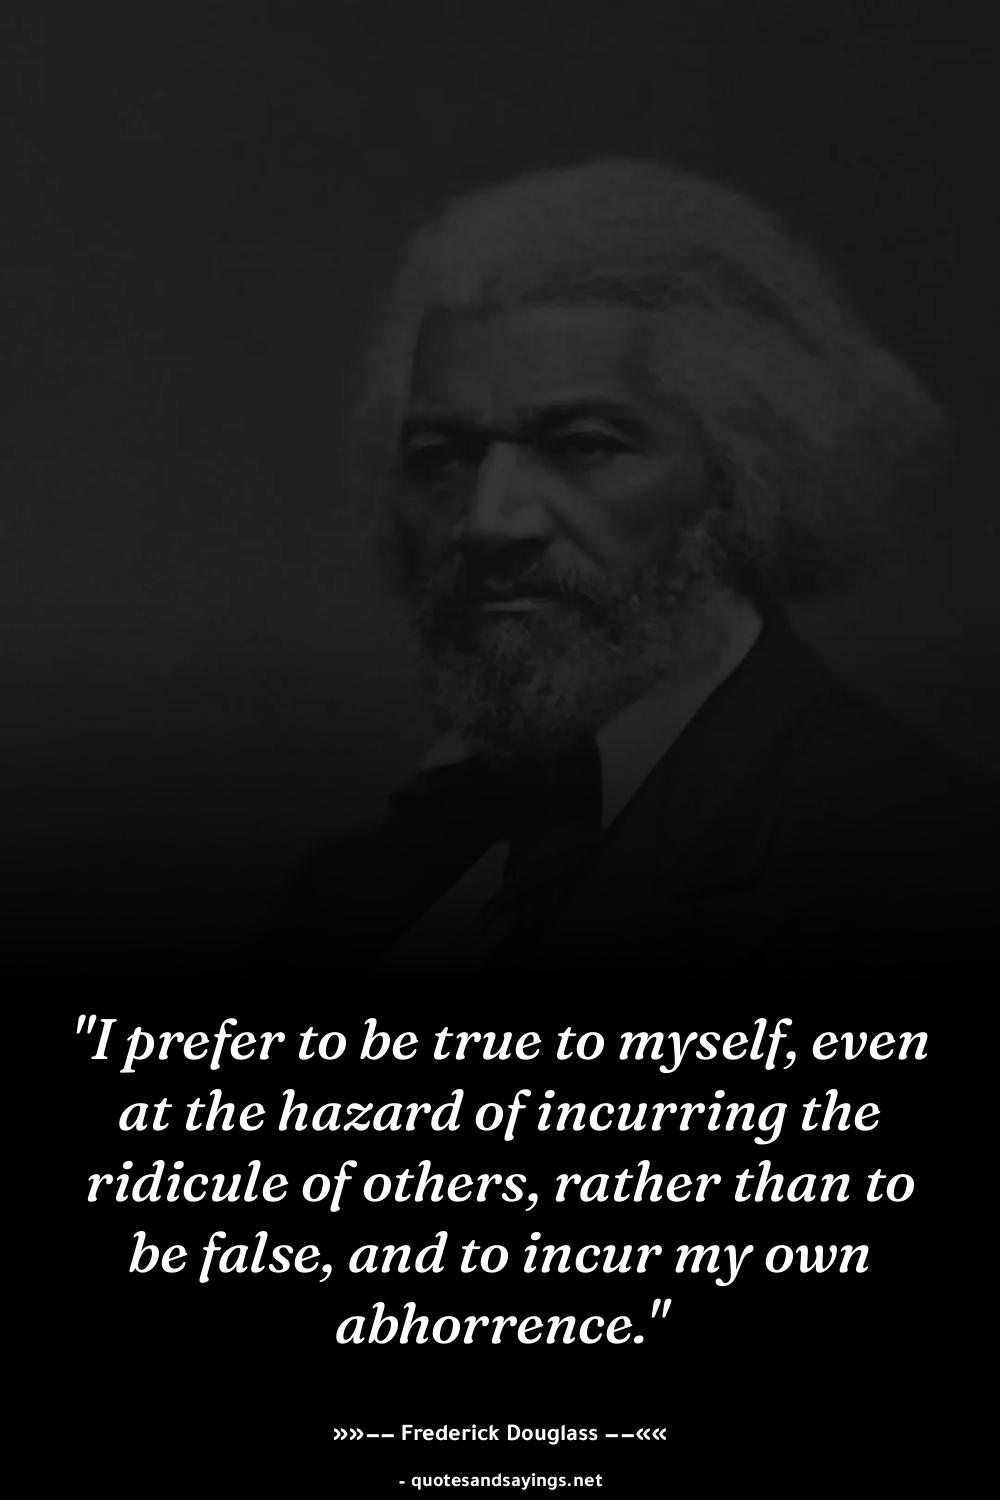 "I prefer to be true to myself, even
at the hazard of incurring the
ridicule of others, rather than to
be false, and to incur my own
abhorrence."
»»−− Frederick Douglass −−««
- quotesandsayings.net